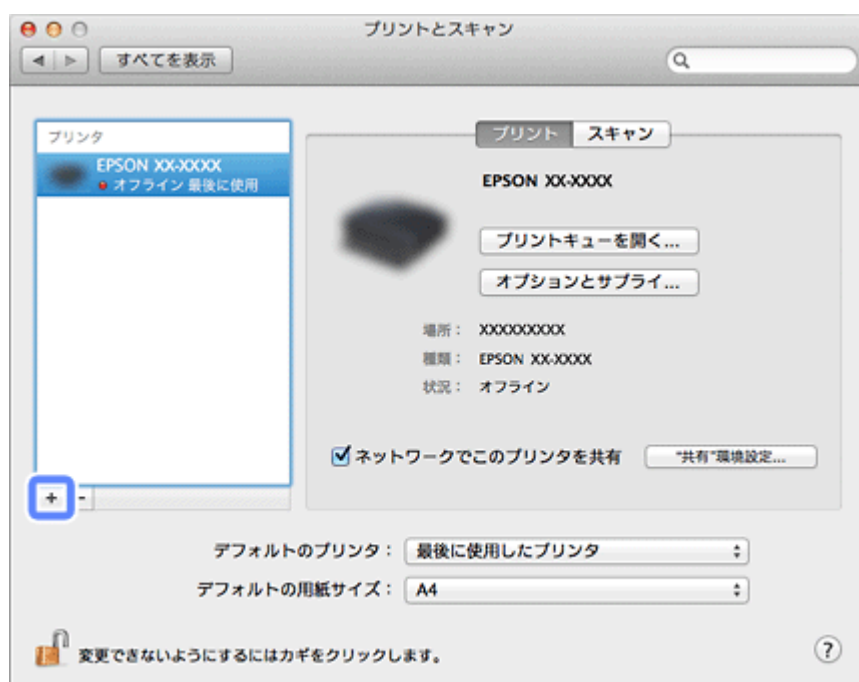 プリントとスキャン
すべてを表示
プリンタ
EPSON XX-XXXX
オフライン 最後に使用
プリント スキャン
EPSON XX-XXXX
プリントキューを開く...
オプションとサプライ...
場所： XXXXXXXXX
種類： EPSON XX-XXXX
状況： オフライン
ネットワークでこのプリンタを共有 "共有"環境設定...
+ -
デフォルトのプリンタ： 最後に使用したプリンタ
デフォルトの用紙サイズ： A4
変更できないようにするにはカギをクリックします。 ?